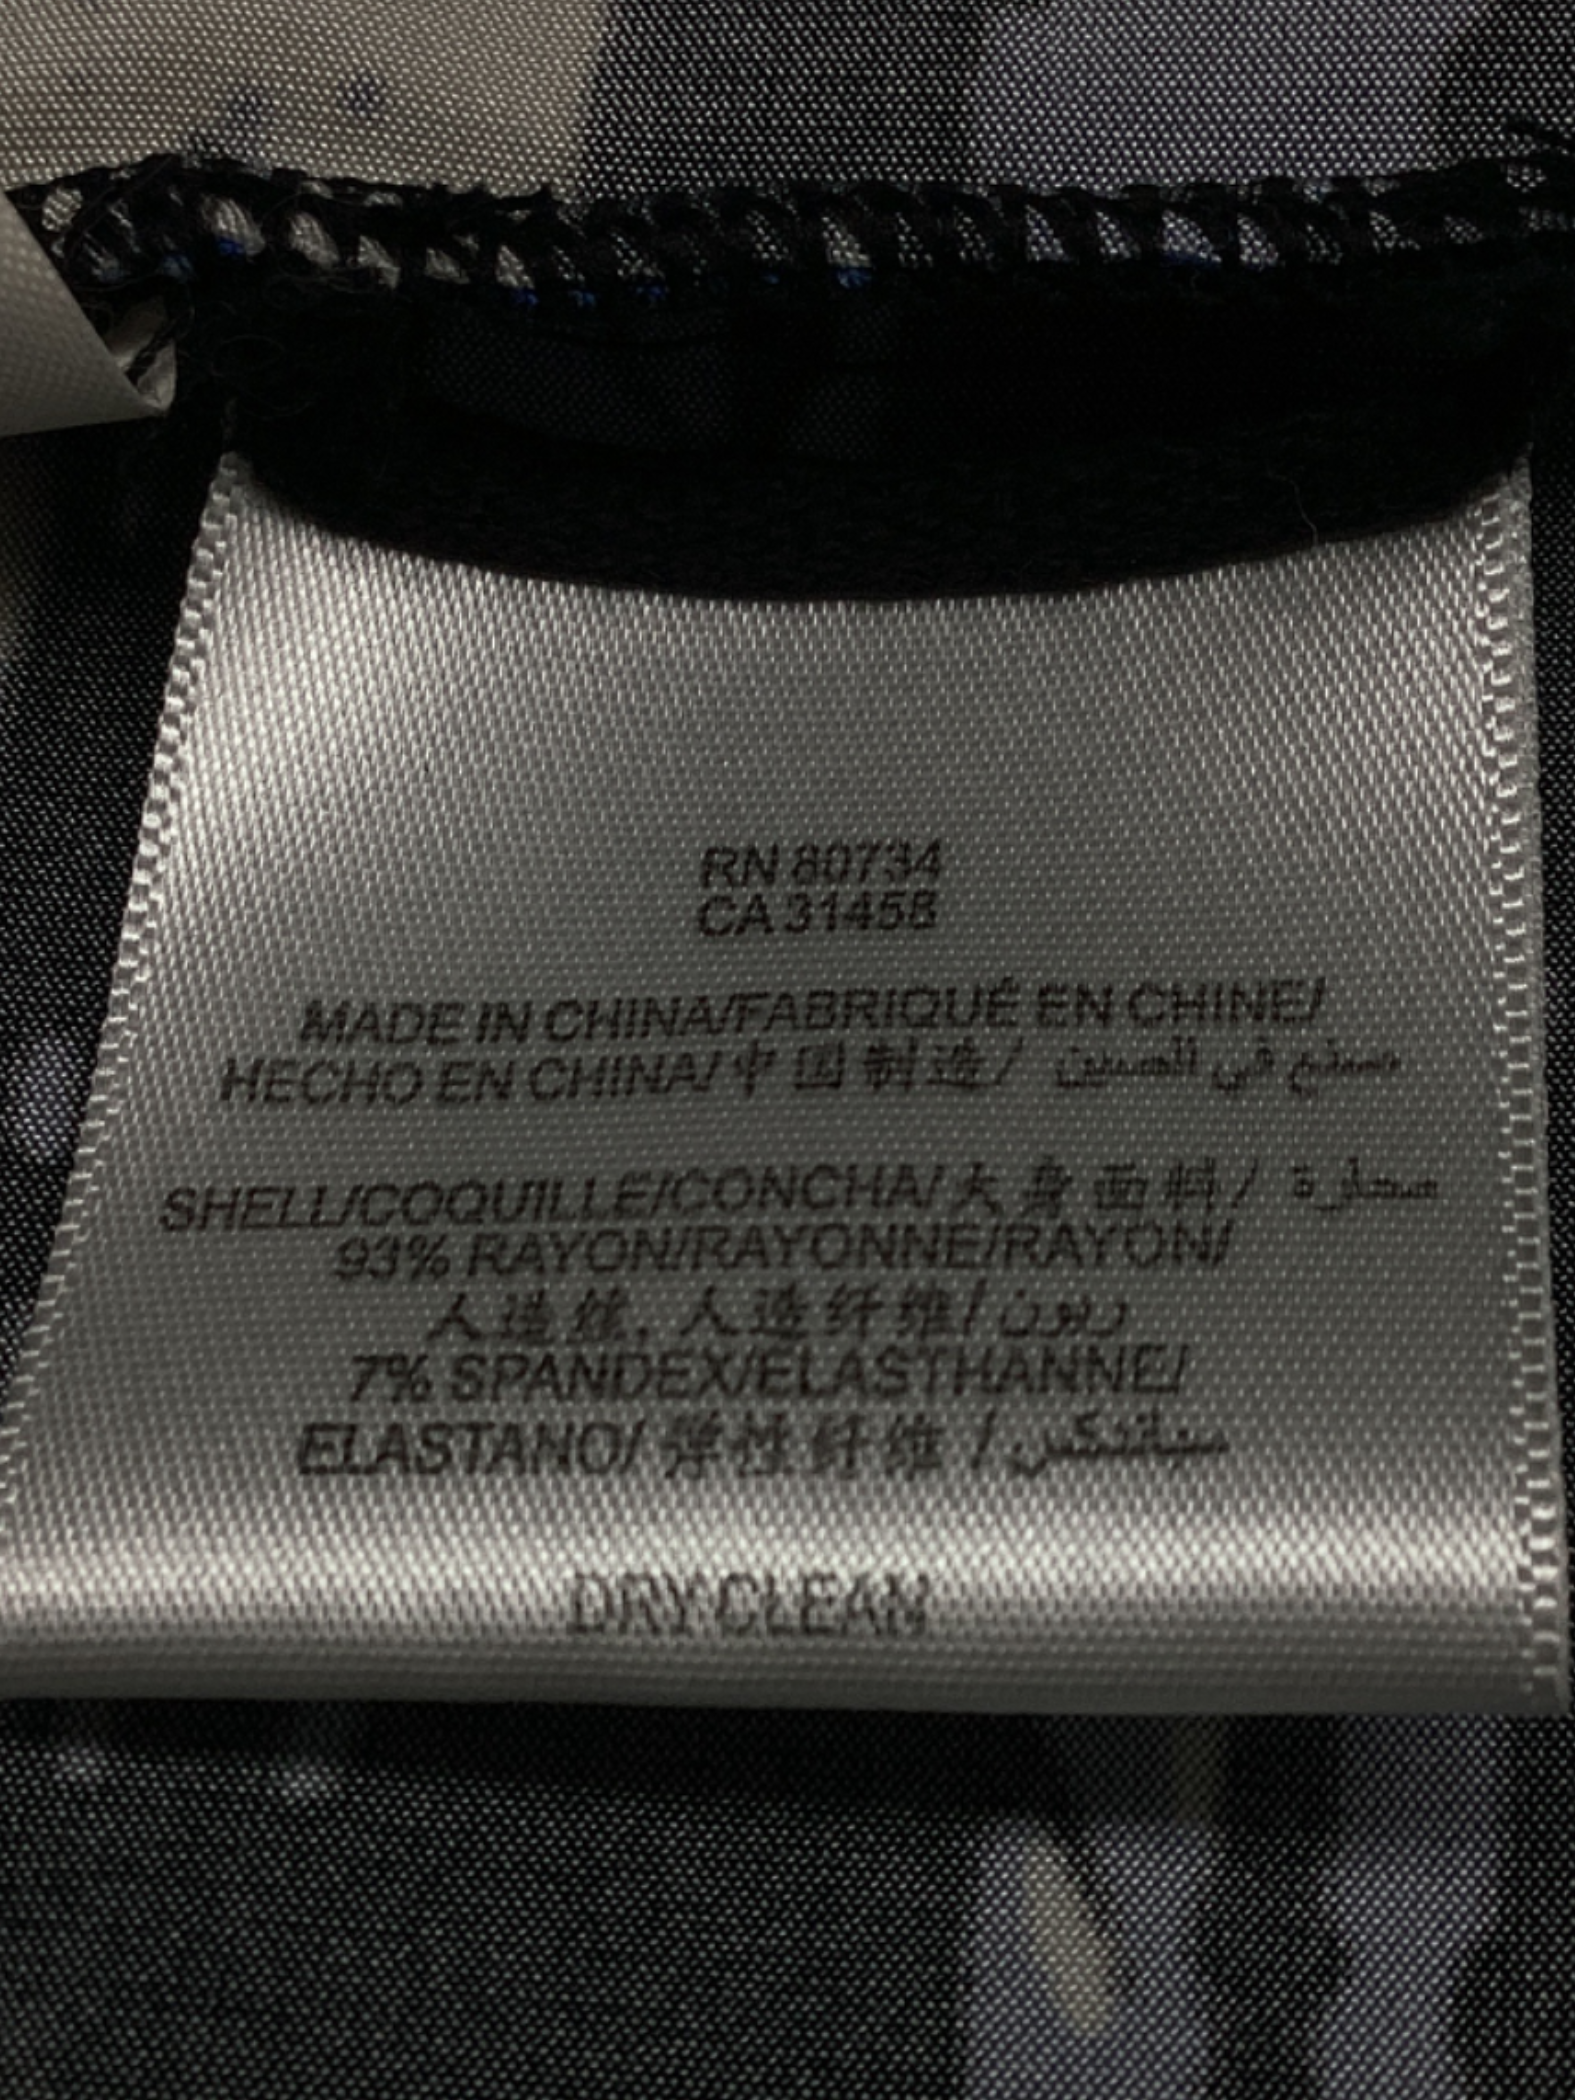 RN 80734
CA 31458
MADE IN CHINA/FABRIQUÉ EN CHINE/
HECHO EN CHINA/中国制造/ صنع في الصين
SHELL/COQUILLE/CONCHA/大身面料/ محارة
93% RAYON/RAYONNE/RAYON/
人造丝, 人造纤维/ريون
7% SPANDEX/ELASTHANNE/
ELASTANO/弹性纤维 / سباندكس
DRY CLEAN